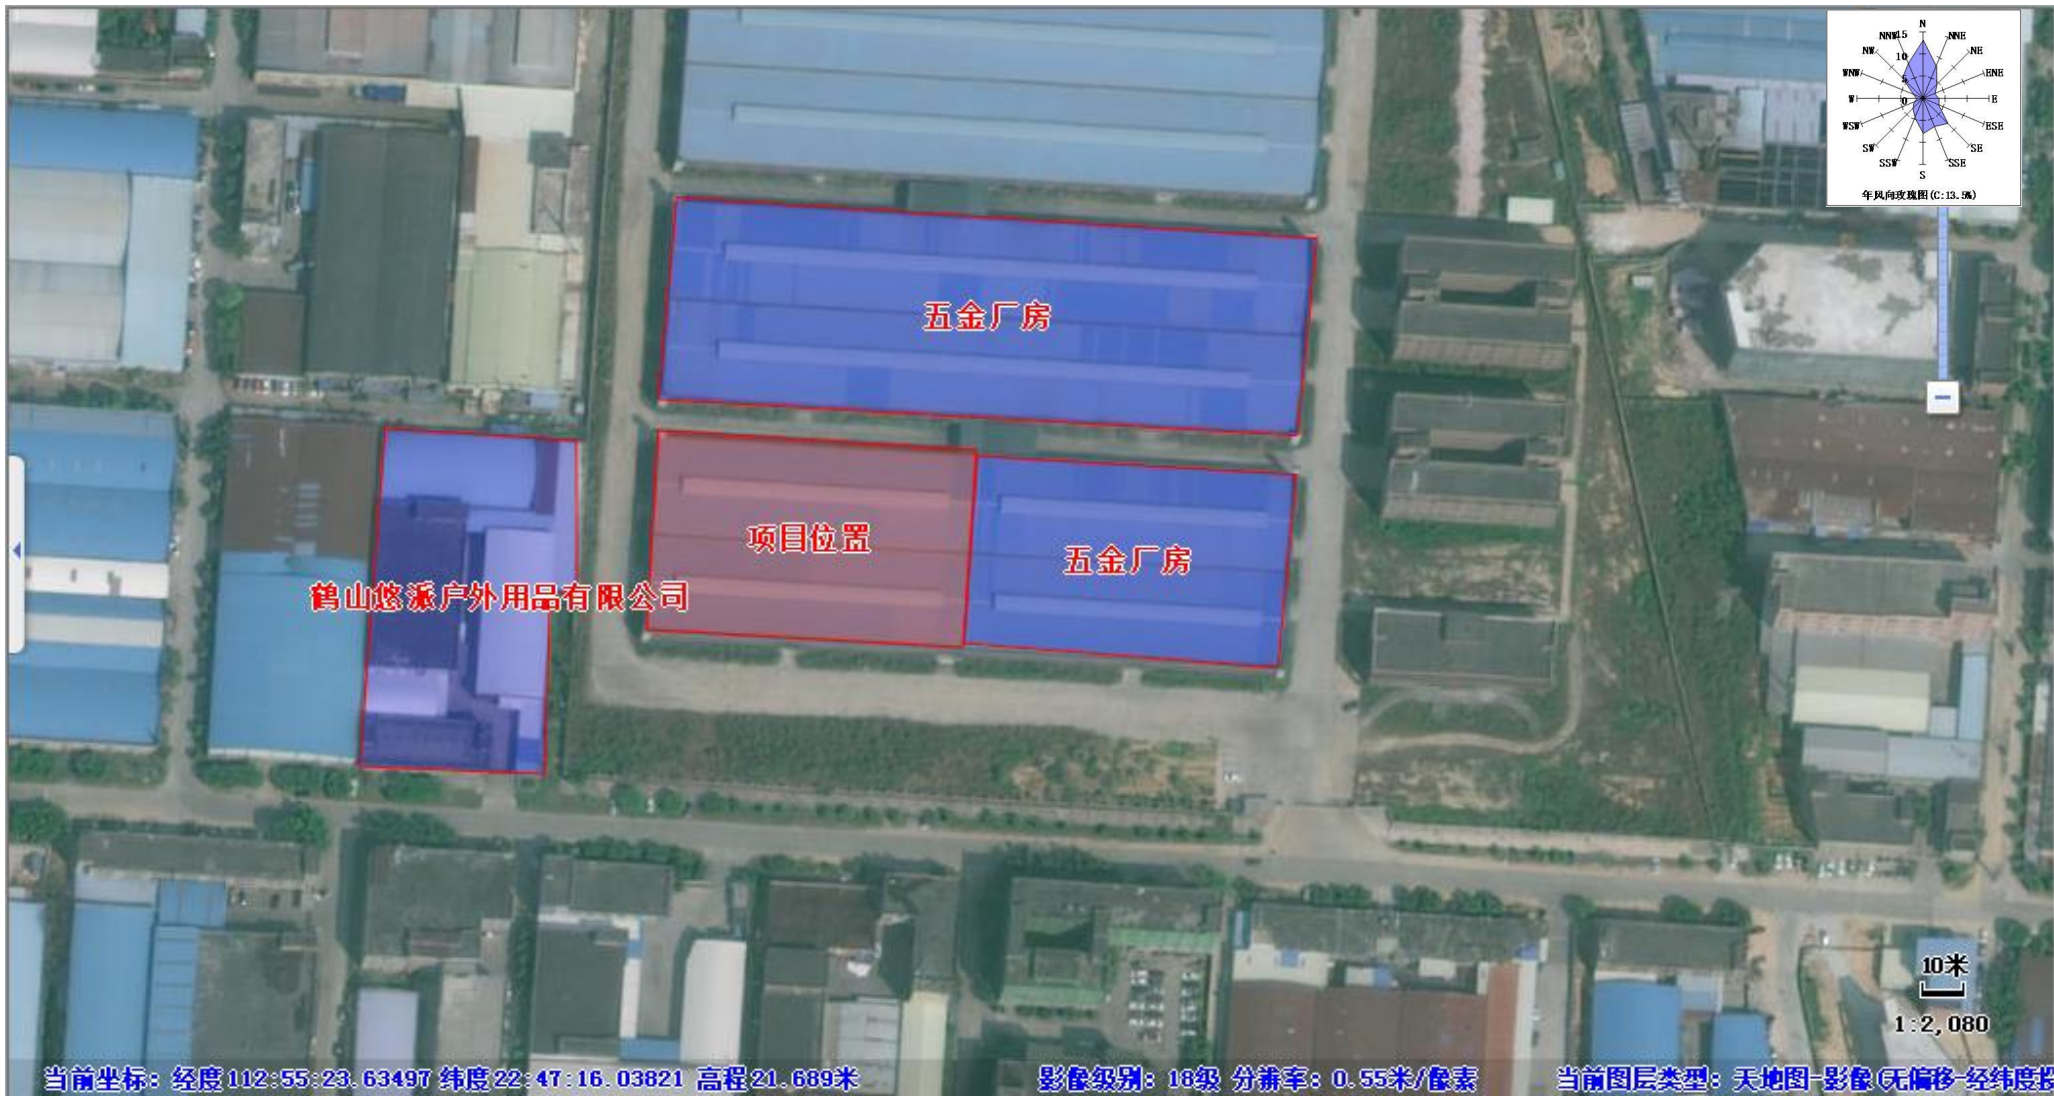 N
NNW
15
NNE
NW
10
NE
WNW
5
ENE
W
0
E
WSW
ESE
SW
SE
SSW
SSE
S
年风向玫瑰图(C:13.5%)
五金厂房
项目位置
五金厂房
鹤山悠派户外用品有限公司
10米
1:2,080
当前坐标: 经度112:55:23.63497 纬度22:47:16.03821 高程21.689米
影像级别: 18级 分辨率: 0.55米/像素
当前图层类型: 天地图-影像(无偏移-经纬度投